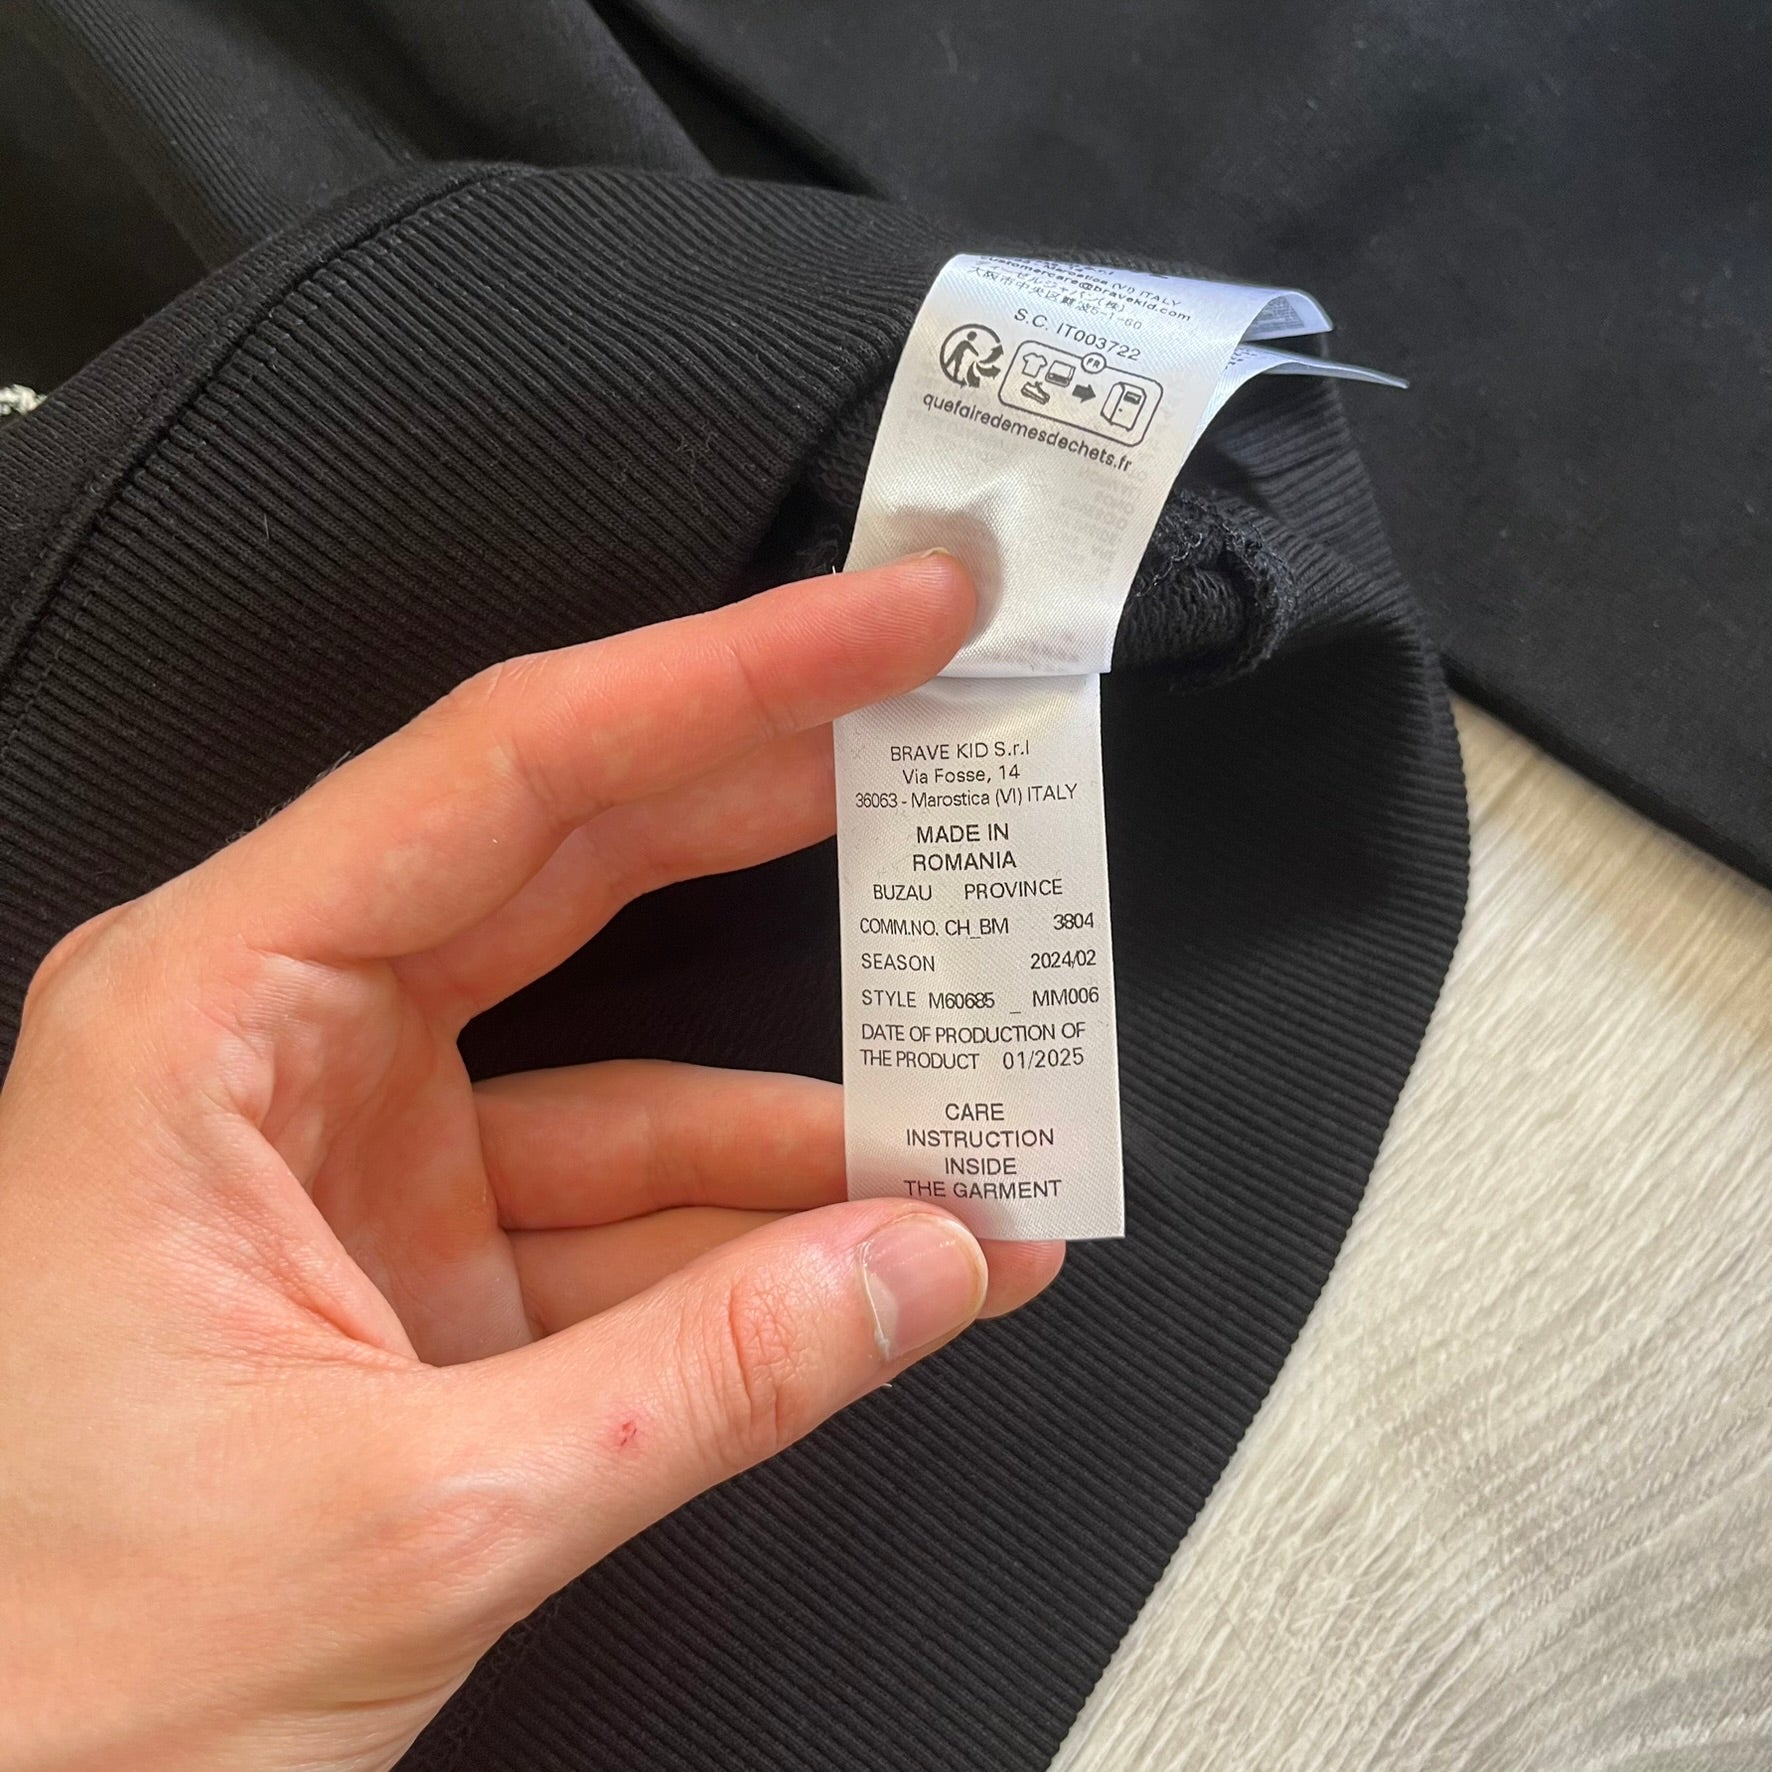 customercare@bravekid.com
S.C. IT003722
FR
quefairedemesdechets.fr
BRAVE KID S.r.l
Via Fosse, 14
36063 - Marostica (VI) ITALY
MADE IN
ROMANIA
BUZAU PROVINCE
COMM.NO. CH_BM 3804
SEASON 2024/02
STYLE M60685 _ MM006
DATE OF PRODUCTION OF
THE PRODUCT 01/2025
CARE
INSTRUCTION
INSIDE
THE GARMENT